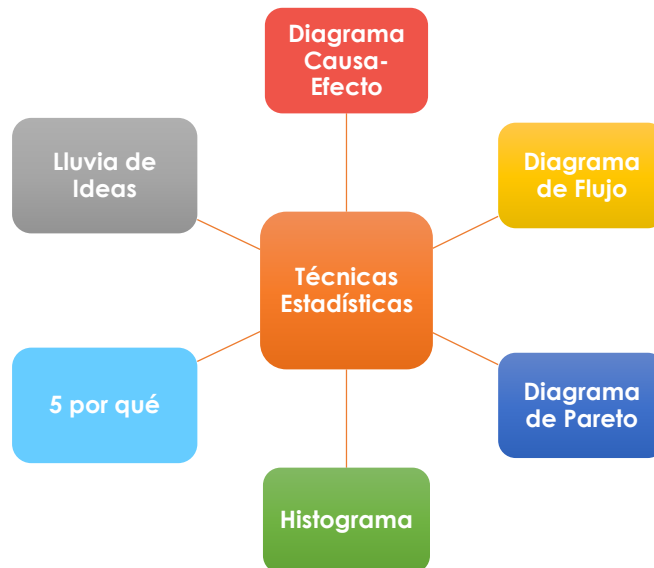 Diagrama
Causa-
Efecto
Lluvia de
Ideas
Diagrama
de Flujo
Técnicas
Estadísticas
5 por qué
Diagrama
de Pareto
Histograma